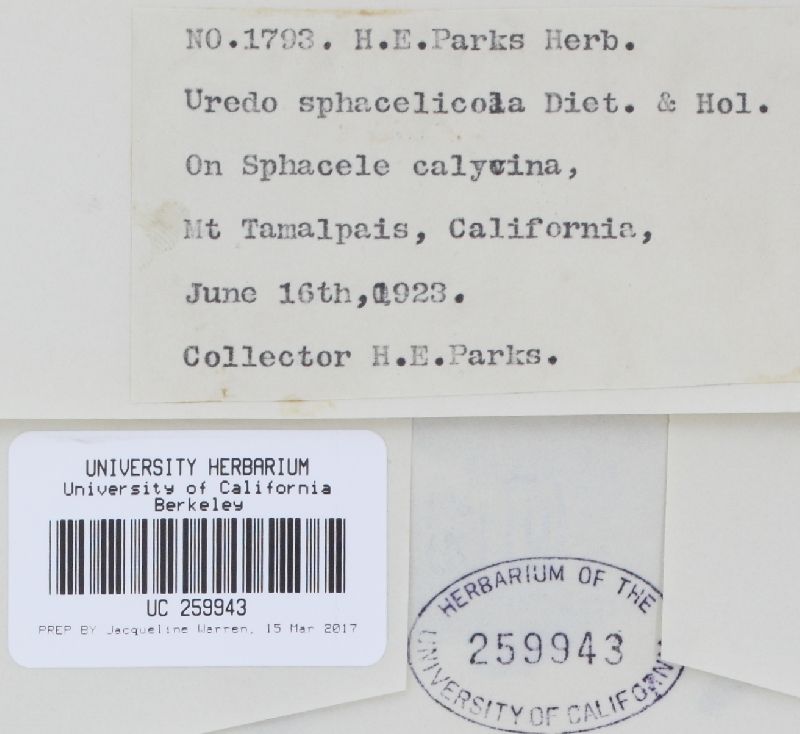 NO.1793. H.E.Parks Herb.
Uredo sphacelicola Diet. & Hol.
On Sphacele calycina,
Mt Tamalpais, California,
June 16th,1923.
Collector H.E.Parks.
UNIVERSITY HERBARIUM
University of California
Berkeley
UC 259943
PREP BY Jacqueline Warren, 15 Mar 2017
HERBARIUM OF THE
259943
UNIVERSITY OF CALIFORN